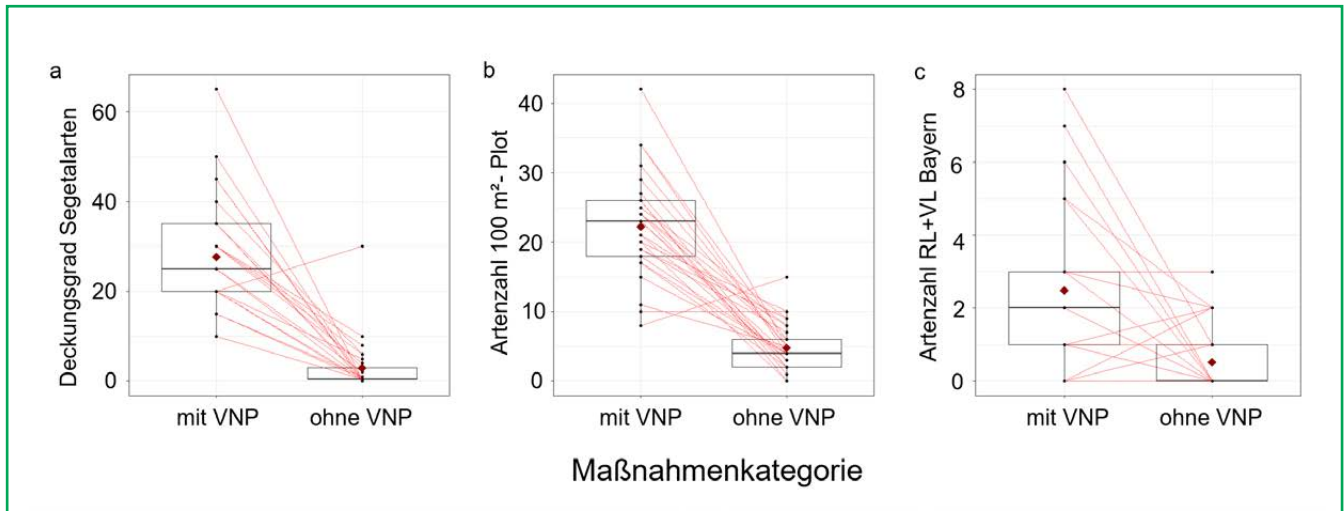 a
Deckungsgrad Segetalarten
60
40
20
0
mit VNP
ohne VNP
b
Artenzahl 100 m²- Plot
40
30
20
10
0
mit VNP
ohne VNP
c
Artenzahl RL+VL Bayern
8
6
4
2
0
mit VNP
ohne VNP
Maßnahmenkategorie